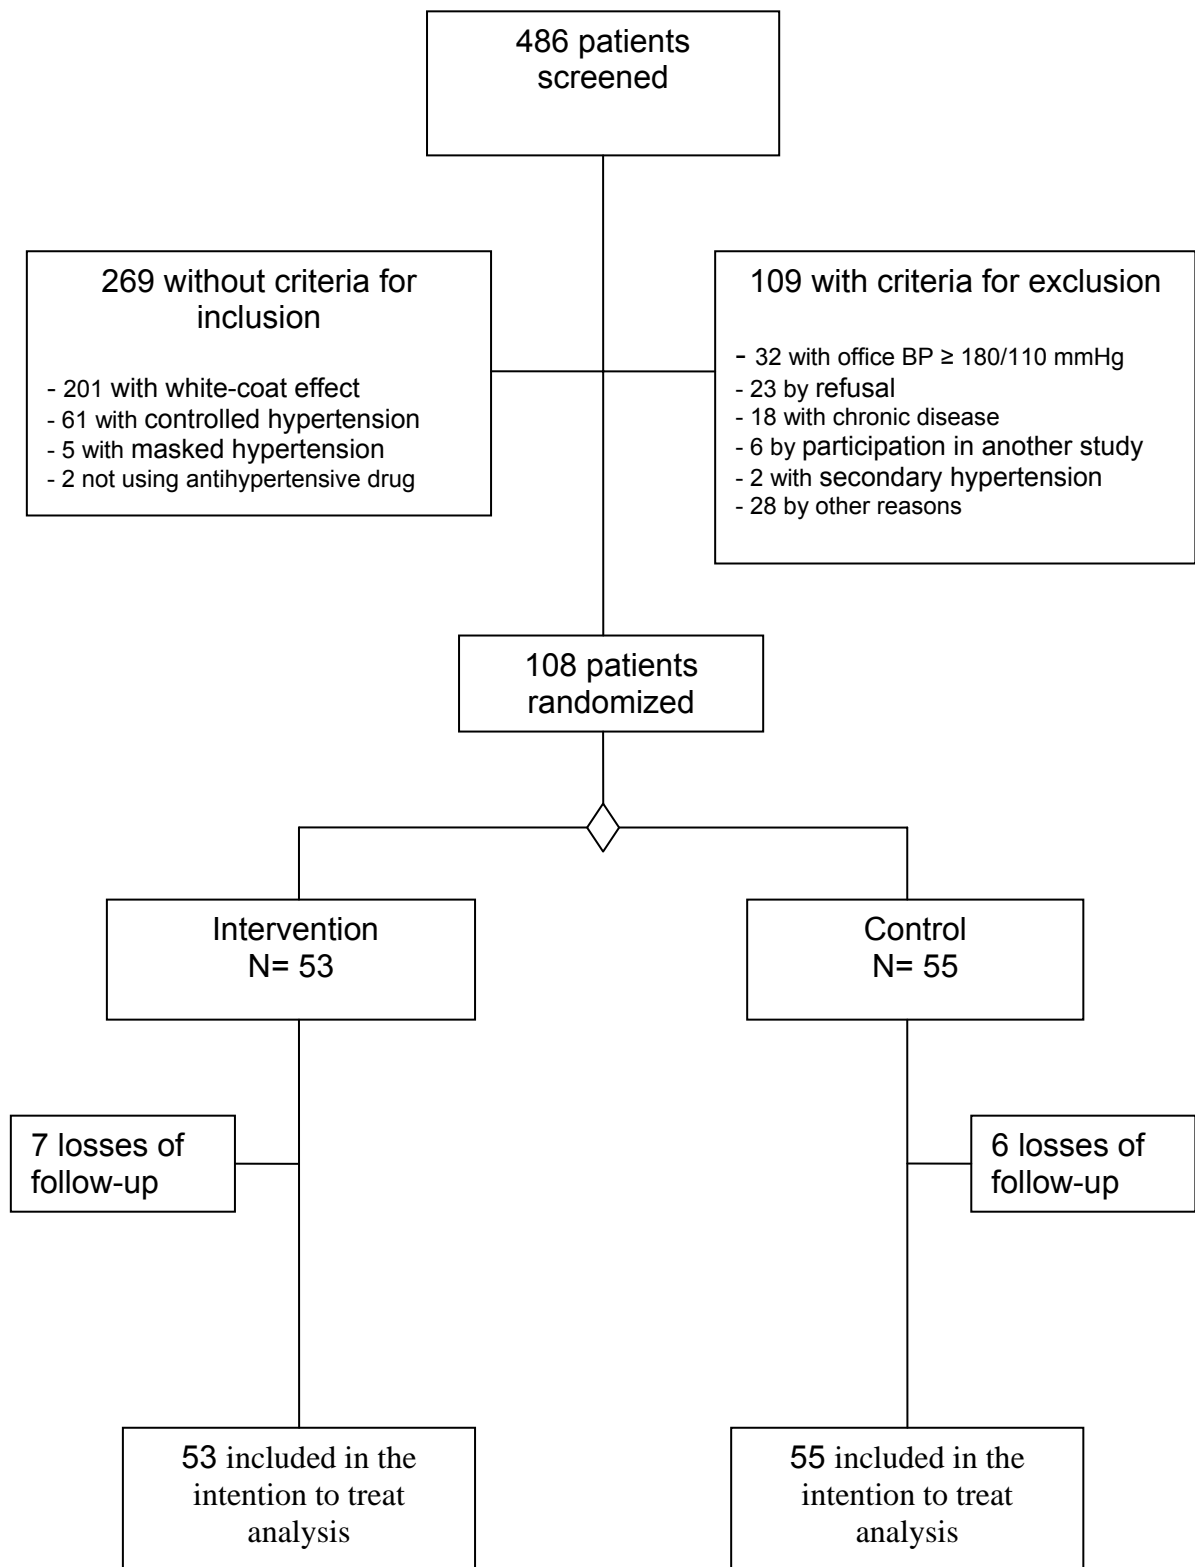 486 patients
screened
269 without criteria for
inclusion
- 201 with white-coat effect
- 61 with controlled hypertension
- 5 with masked hypertension
- 2 not using antihypertensive drug
109 with criteria for exclusion
- 32 with office BP ≥ 180/110 mmHg
- 23 by refusal
- 18 with chronic disease
- 6 by participation in another study
- 2 with secondary hypertension
- 28 by other reasons
108 patients
randomized
Intervention
N= 53
Control
N= 55
7 losses of
follow-up
6 losses of
follow-up
53 included in the
intention to treat
analysis
55 included in the
intention to treat
analysis